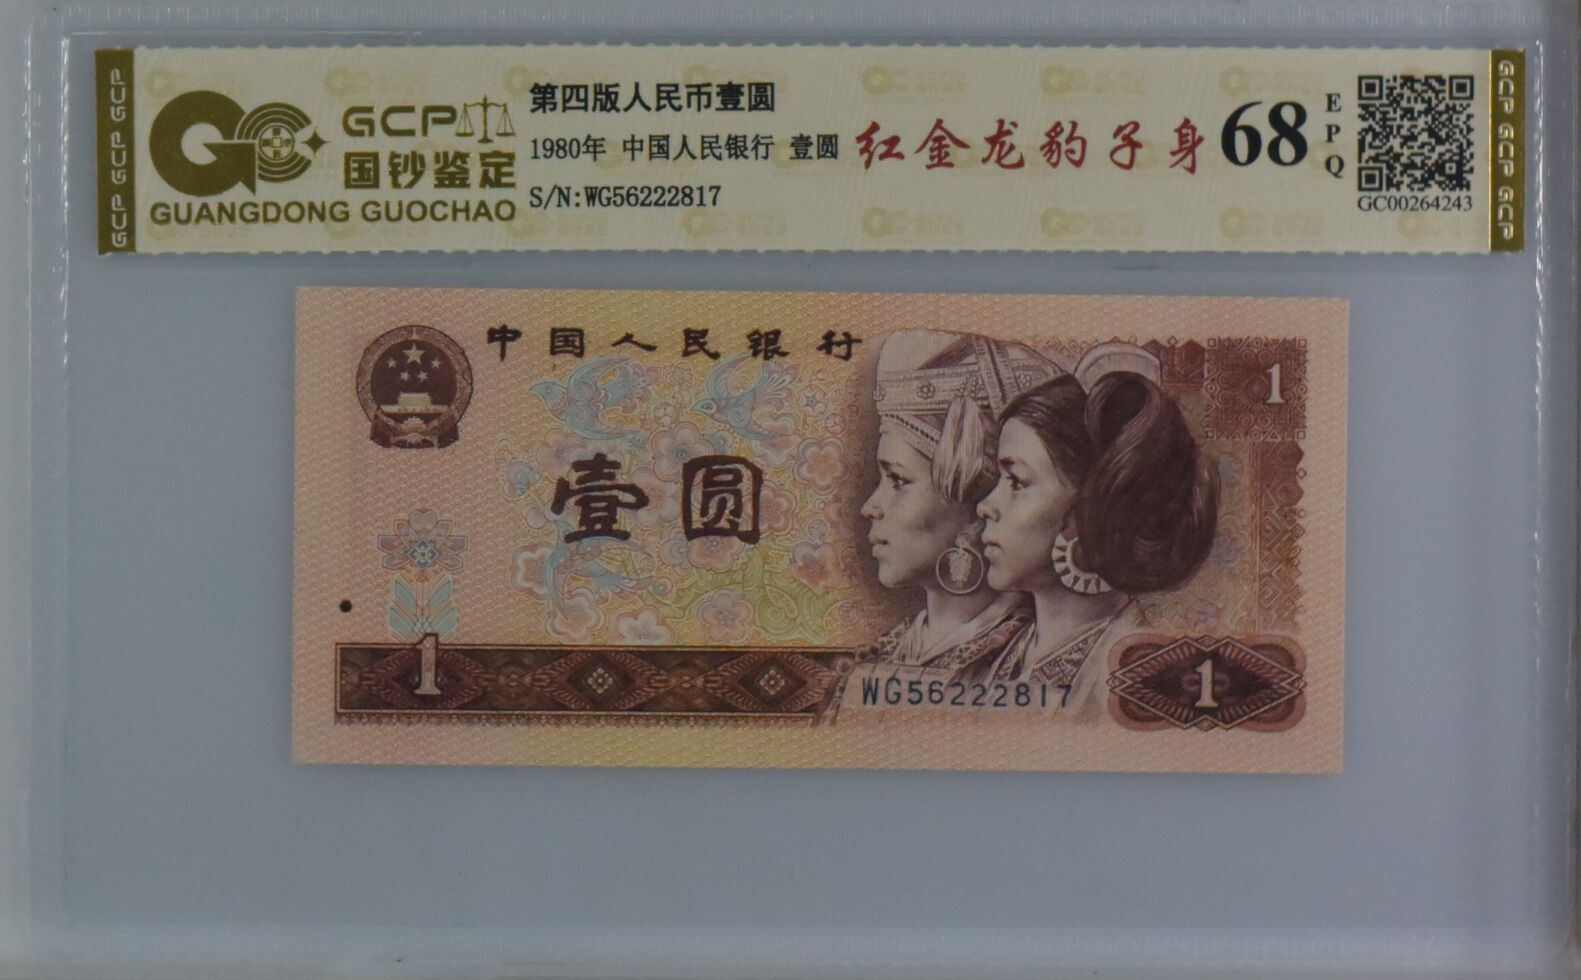 GCP
国钞鉴定
GUANGDONG GUOCHAO
第四版人民币壹圆
1980年 中国人民银行 壹圆
S/N:WG56222817
红金龙豹子身
68
EPQ
GC00264243
GCP GCP GCP
GCP GCP GCP
中国人民银行
1
壹圆
1
WG56222817
1